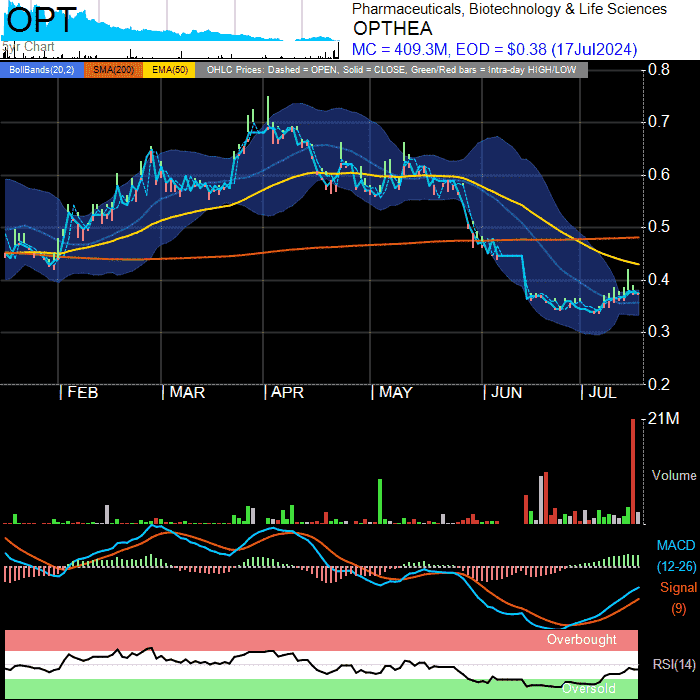 OPT
5yr Chart
Pharmaceuticals, Biotechnology & Life Sciences
OPTHEA
MC = 409.3M, EOD = $0.38 (17Jul2024)
BollBands(20,2) SMA(200) EMA(50) OHLC Prices: Dashed = OPEN, Solid = CLOSE, Green/Red bars = Intra-day HIGH/LOW
0.8
0.7
0.6
0.5
0.4
0.3
0.2
FEB MAR APR MAY JUN JUL
21M
Volume
MACD
(12-26)
Signal
(9)
Overbought
RSI(14)
Oversold